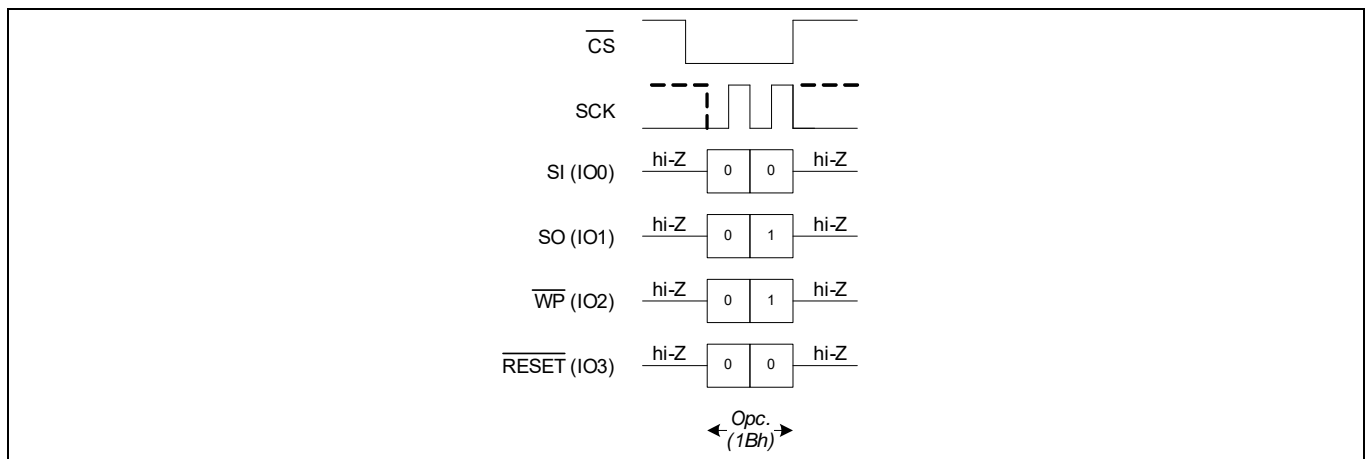 CS
SCK
SI (IO0) hi-Z 0 0 hi-Z
SO (IO1) hi-Z 0 1 hi-Z
WP (IO2) hi-Z 0 1 hi-Z
RESET (IO3) hi-Z 0 0 hi-Z
Opc.
(1Bh)